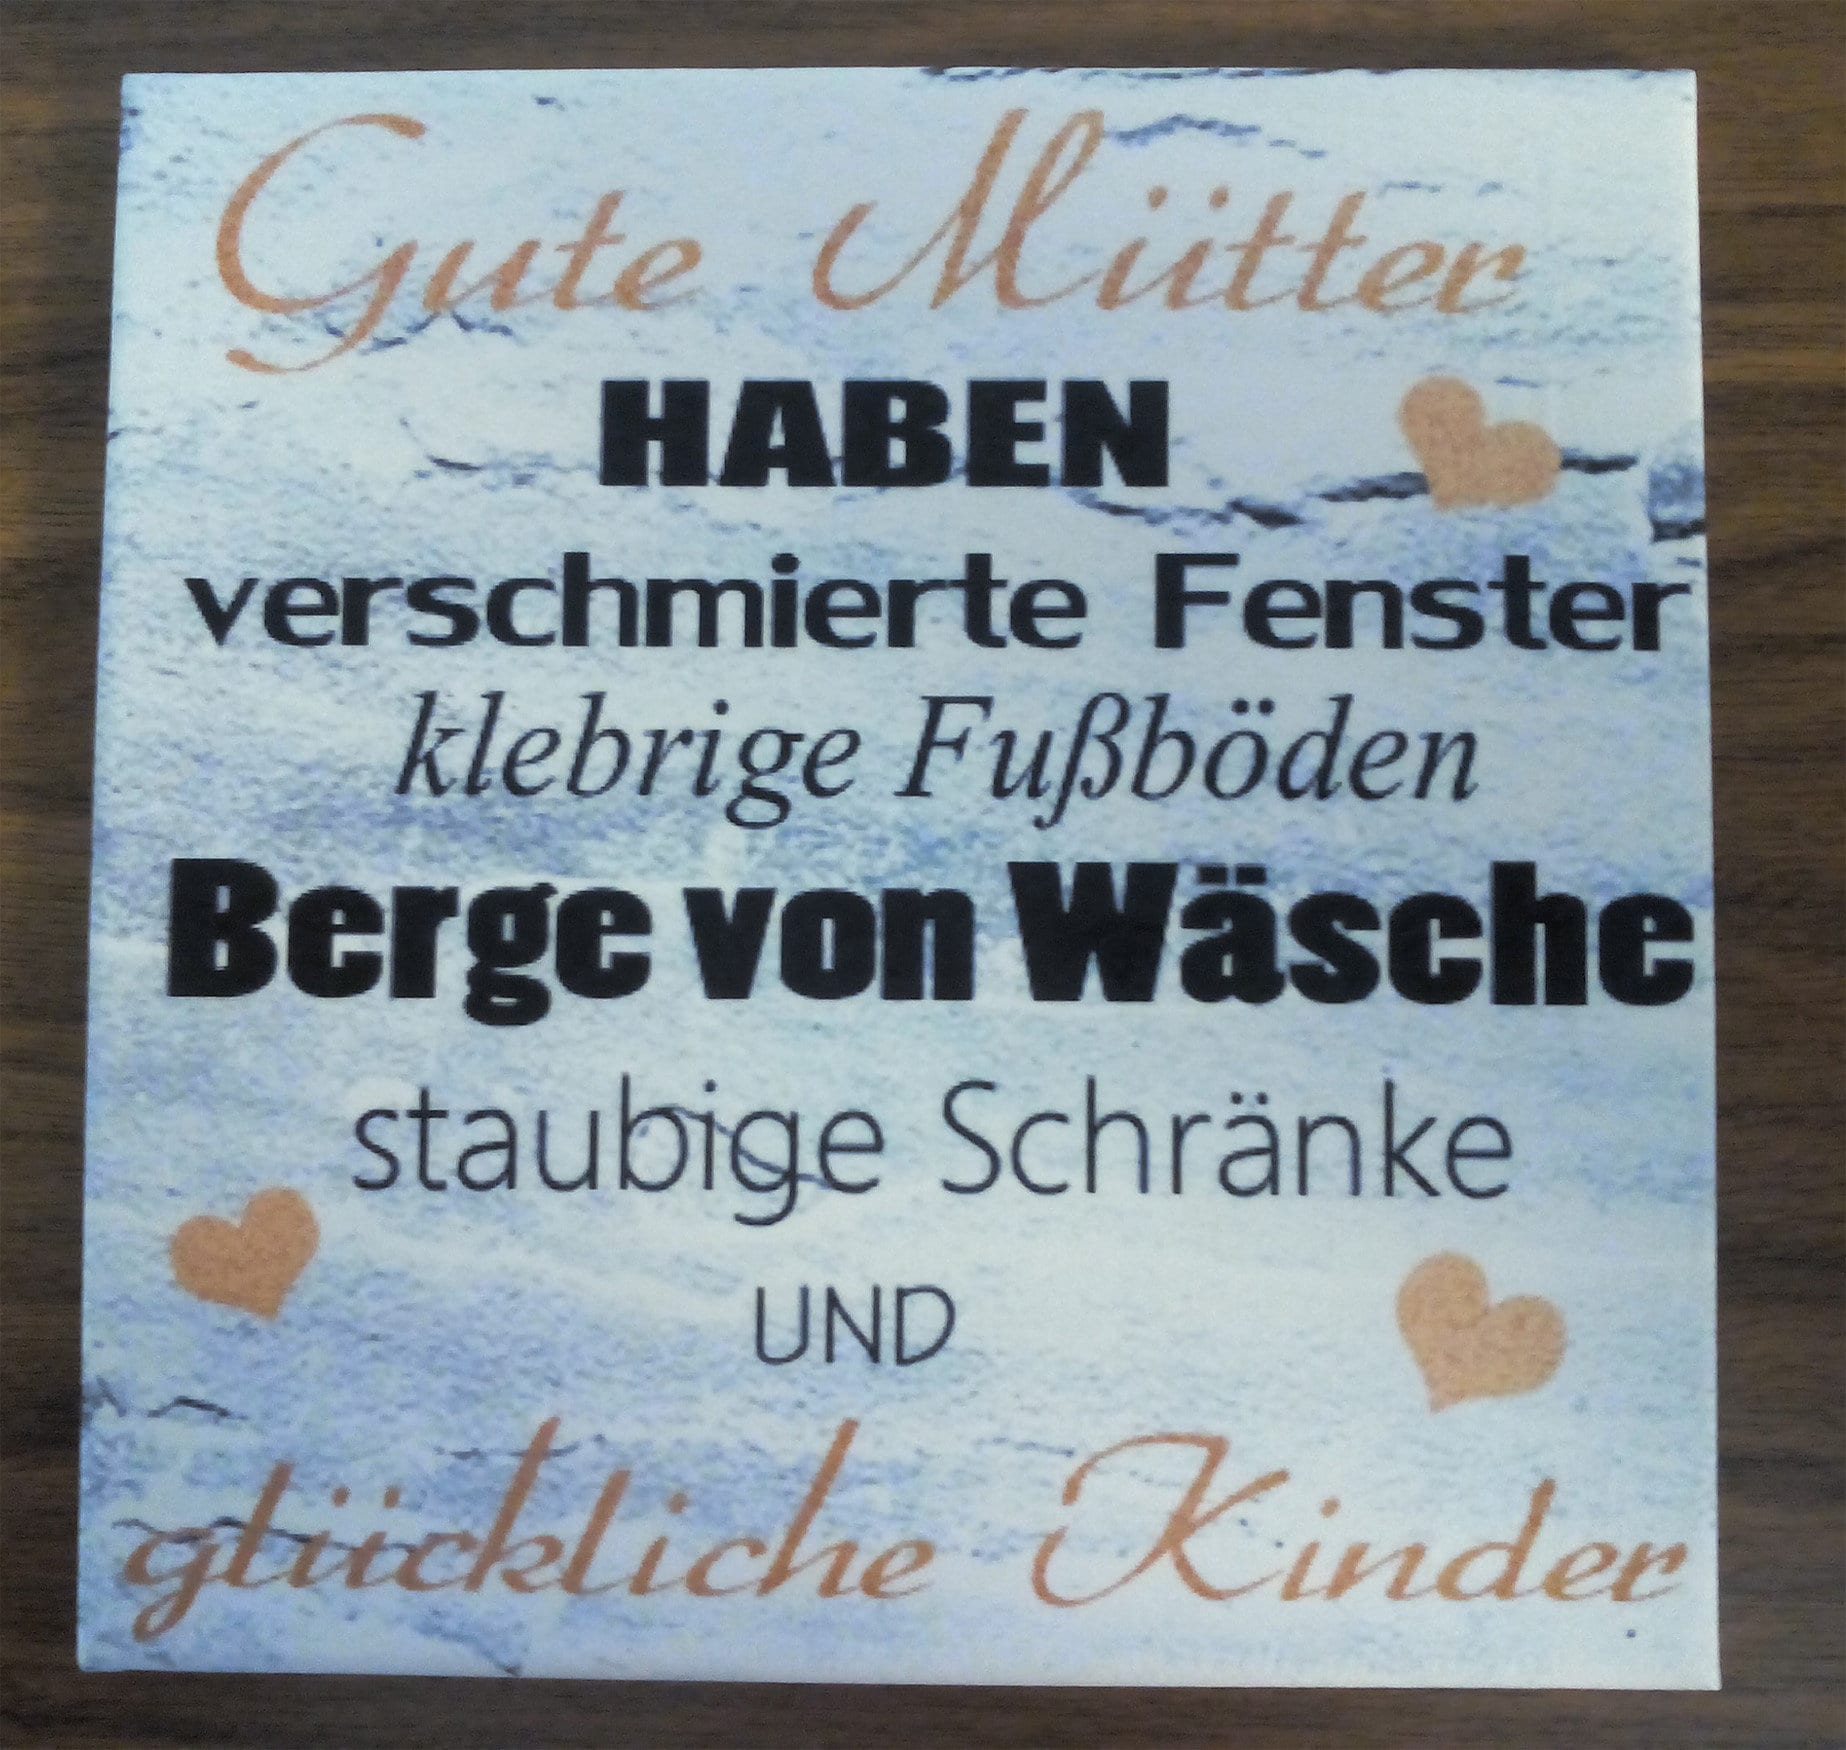 Gute Mütter
HABEN
verschmierte Fenster
klebrige Fußböden
Berge von Wäsche
staubige Schränke
UND
glückliche Kinder